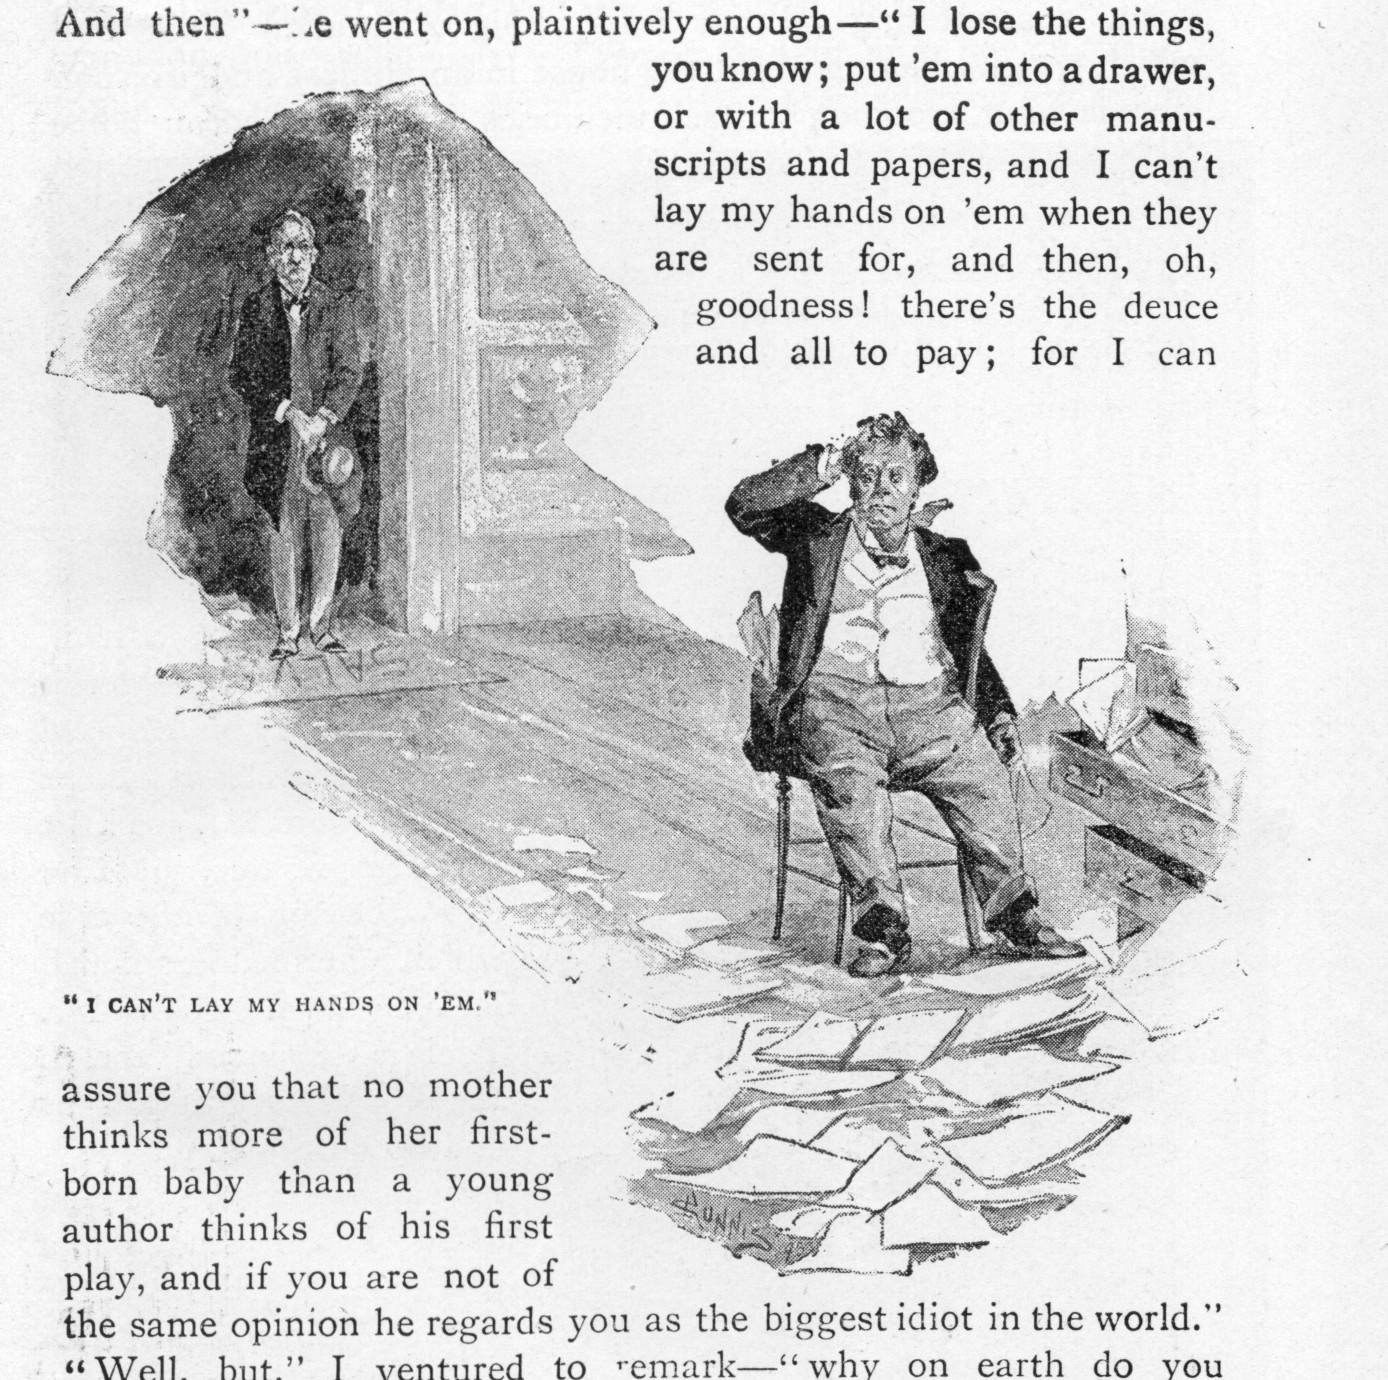 And then"— e went on, plaintively enough—"I lose the things,
you know; put 'em into a drawer,
or with a lot of other manu-
scripts and papers, and I can't
lay my hands on 'em when they
are sent for, and then, oh,
goodness! there's the deuce
and all to pay; for I can
"I CAN'T LAY MY HANDS ON 'EM."
assure you that no mother
thinks more of her first-
born baby than a young
author thinks of his first
play, and if you are not of
the same opinion he regards you as the biggest idiot in the world."
"Well, but," I ventured to remark—"why on earth do you